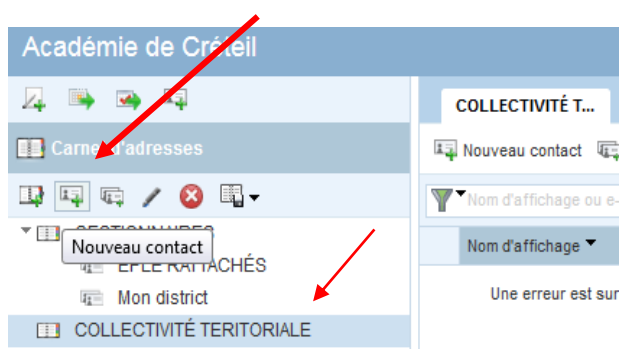 Académie de Créteil
Carnet d'adresses
Nouveau contact
EPLE RATTACHÉS
Mon district
COLLECTIVITÉ TERITORIALE
COLLECTIVITÉ T...
Nouveau contact
Nom d'affichage ou e-
Nom d'affichage
Une erreur est sur